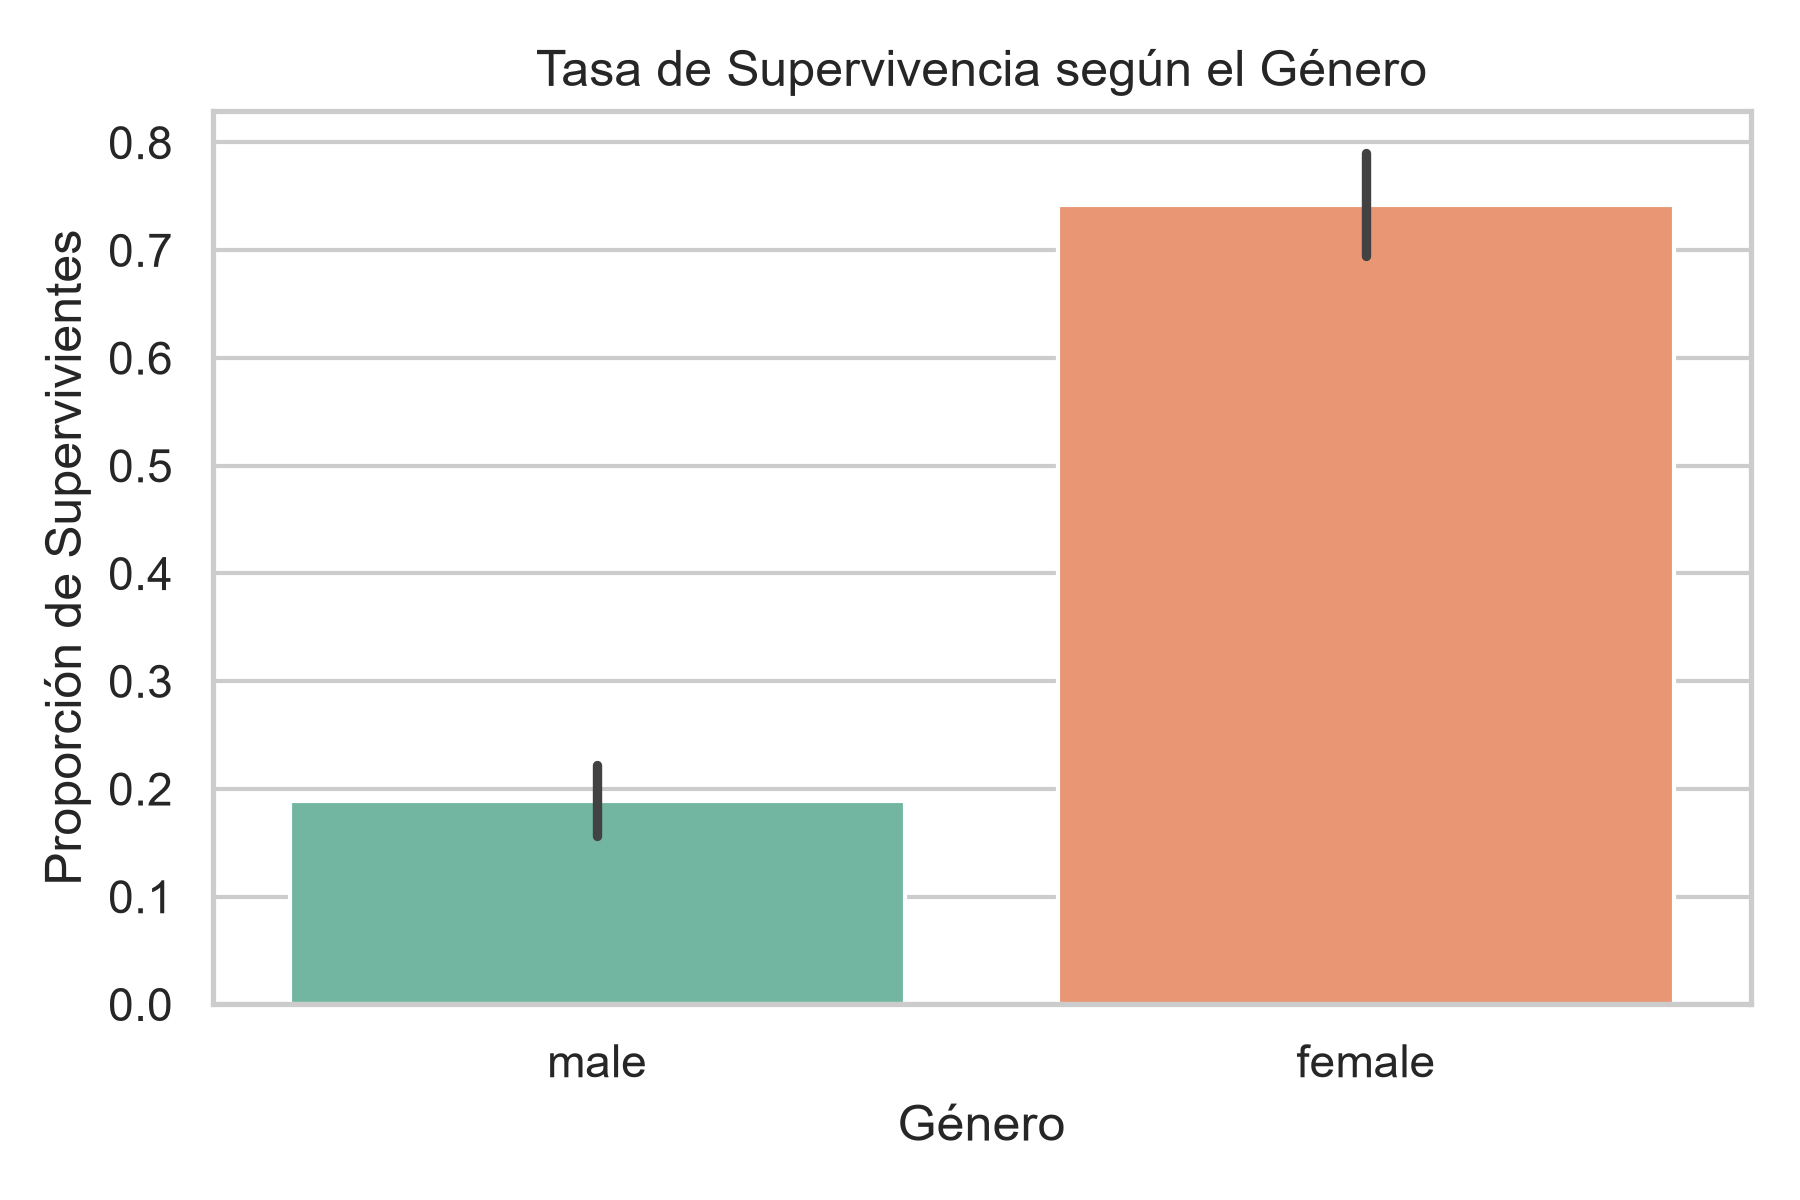 Tasa de Supervivencia según el Género
Proporción de Supervivientes
0.8
0.7
0.6
0.5
0.4
0.3
0.2
0.1
0.0
male
female
Género